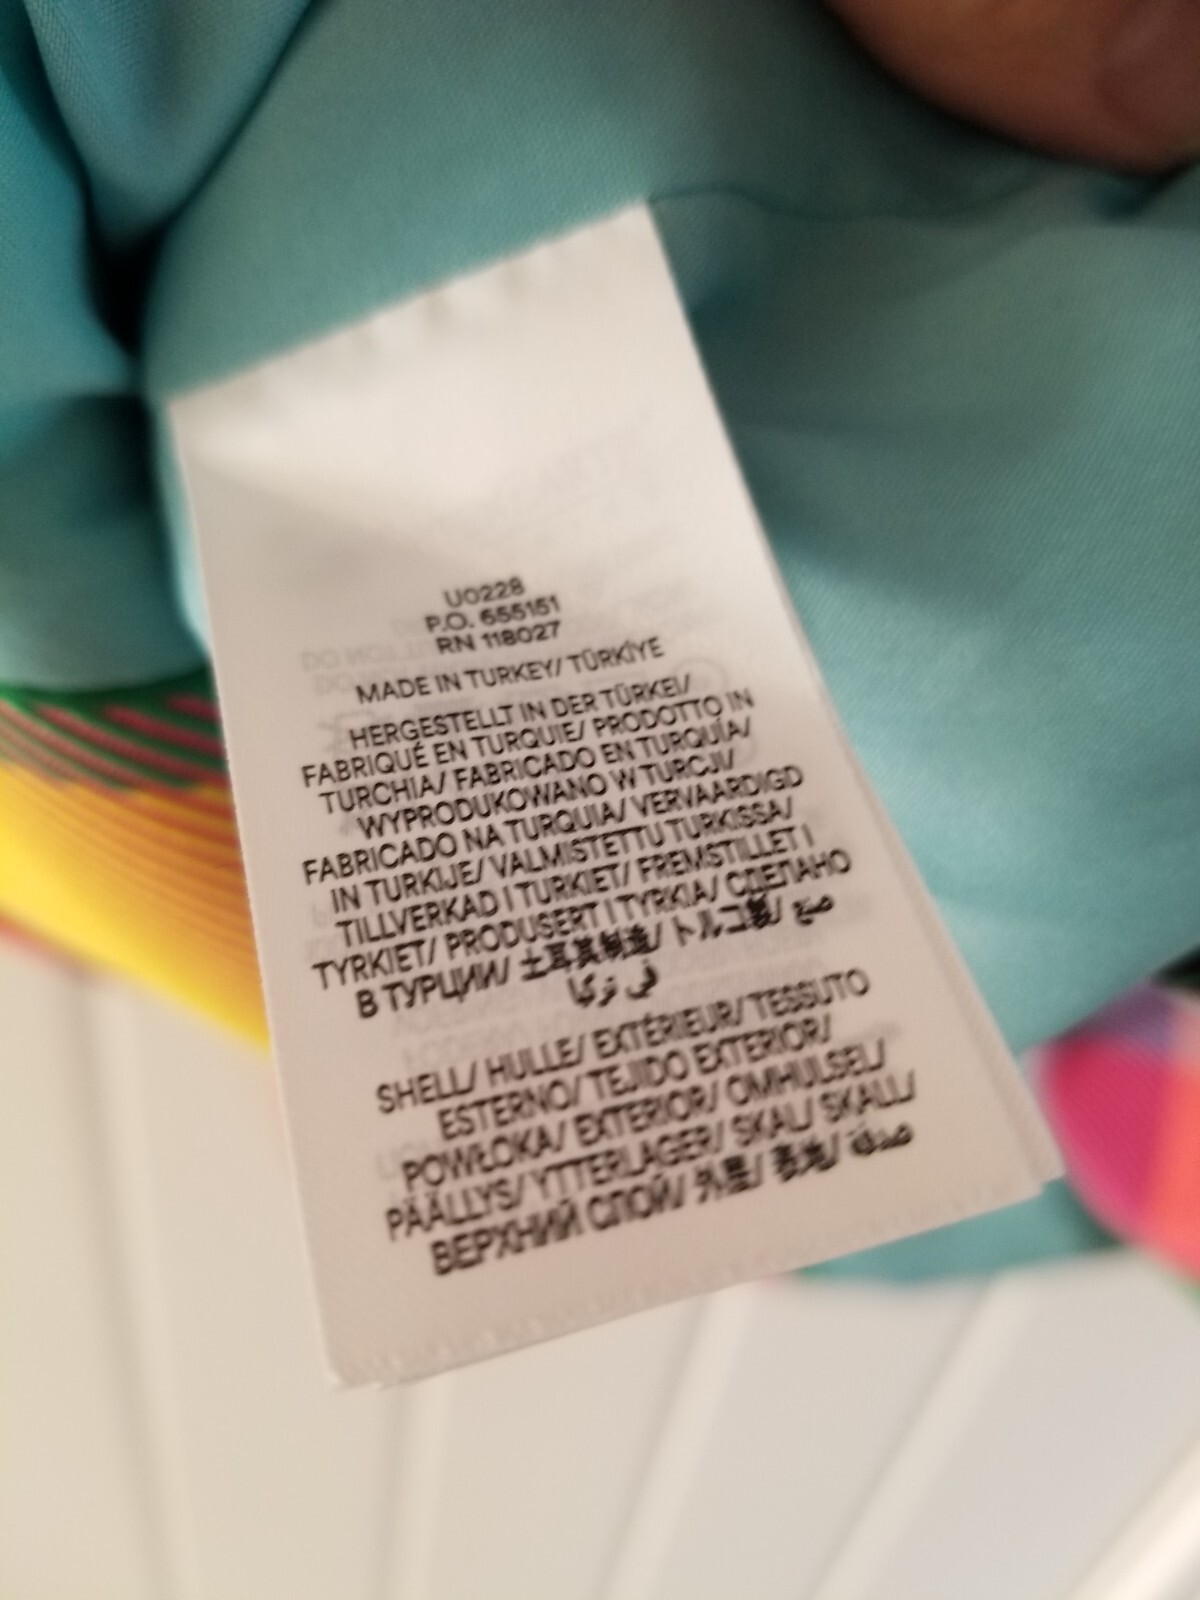 U0228
P.O. 655151
RN 118027
MADE IN TURKEY/ TÜRKİYE
HERGESTELLT IN DER TÜRKEI/
FABRIQUÉ EN TURQUIE/ PRODOTTO IN
TURCHIA/ FABRICADO EN TURQUÍA/
WYPRODUKOWANO W TURCJI/
FABRICADO NA TURQUIA/ VERVAARDIGD
IN TURKIJE/ VALMISTETTU TURKISSA/
TILLVERKAD I TURKIET/ FREMSTILLET I
TYRKIET/ PRODUSERT I TYRKIA/ СДЕЛАНО
В ТУРЦИИ/ 土耳其制造/ トルコ製/ صنع
في تركيا
SHELL/ HULLE/ EXTÉRIEUR/ TESSUTO
ESTERNO/ TEJIDO EXTERIOR/
POWŁOKA/ EXTERIOR/ OMHULSEL/
PÄÄLLYS/ YTTERLAGER/ SKAL/ SKALL/
ВЕРХНИЙ СЛОЙ/ 外层/ 表地/